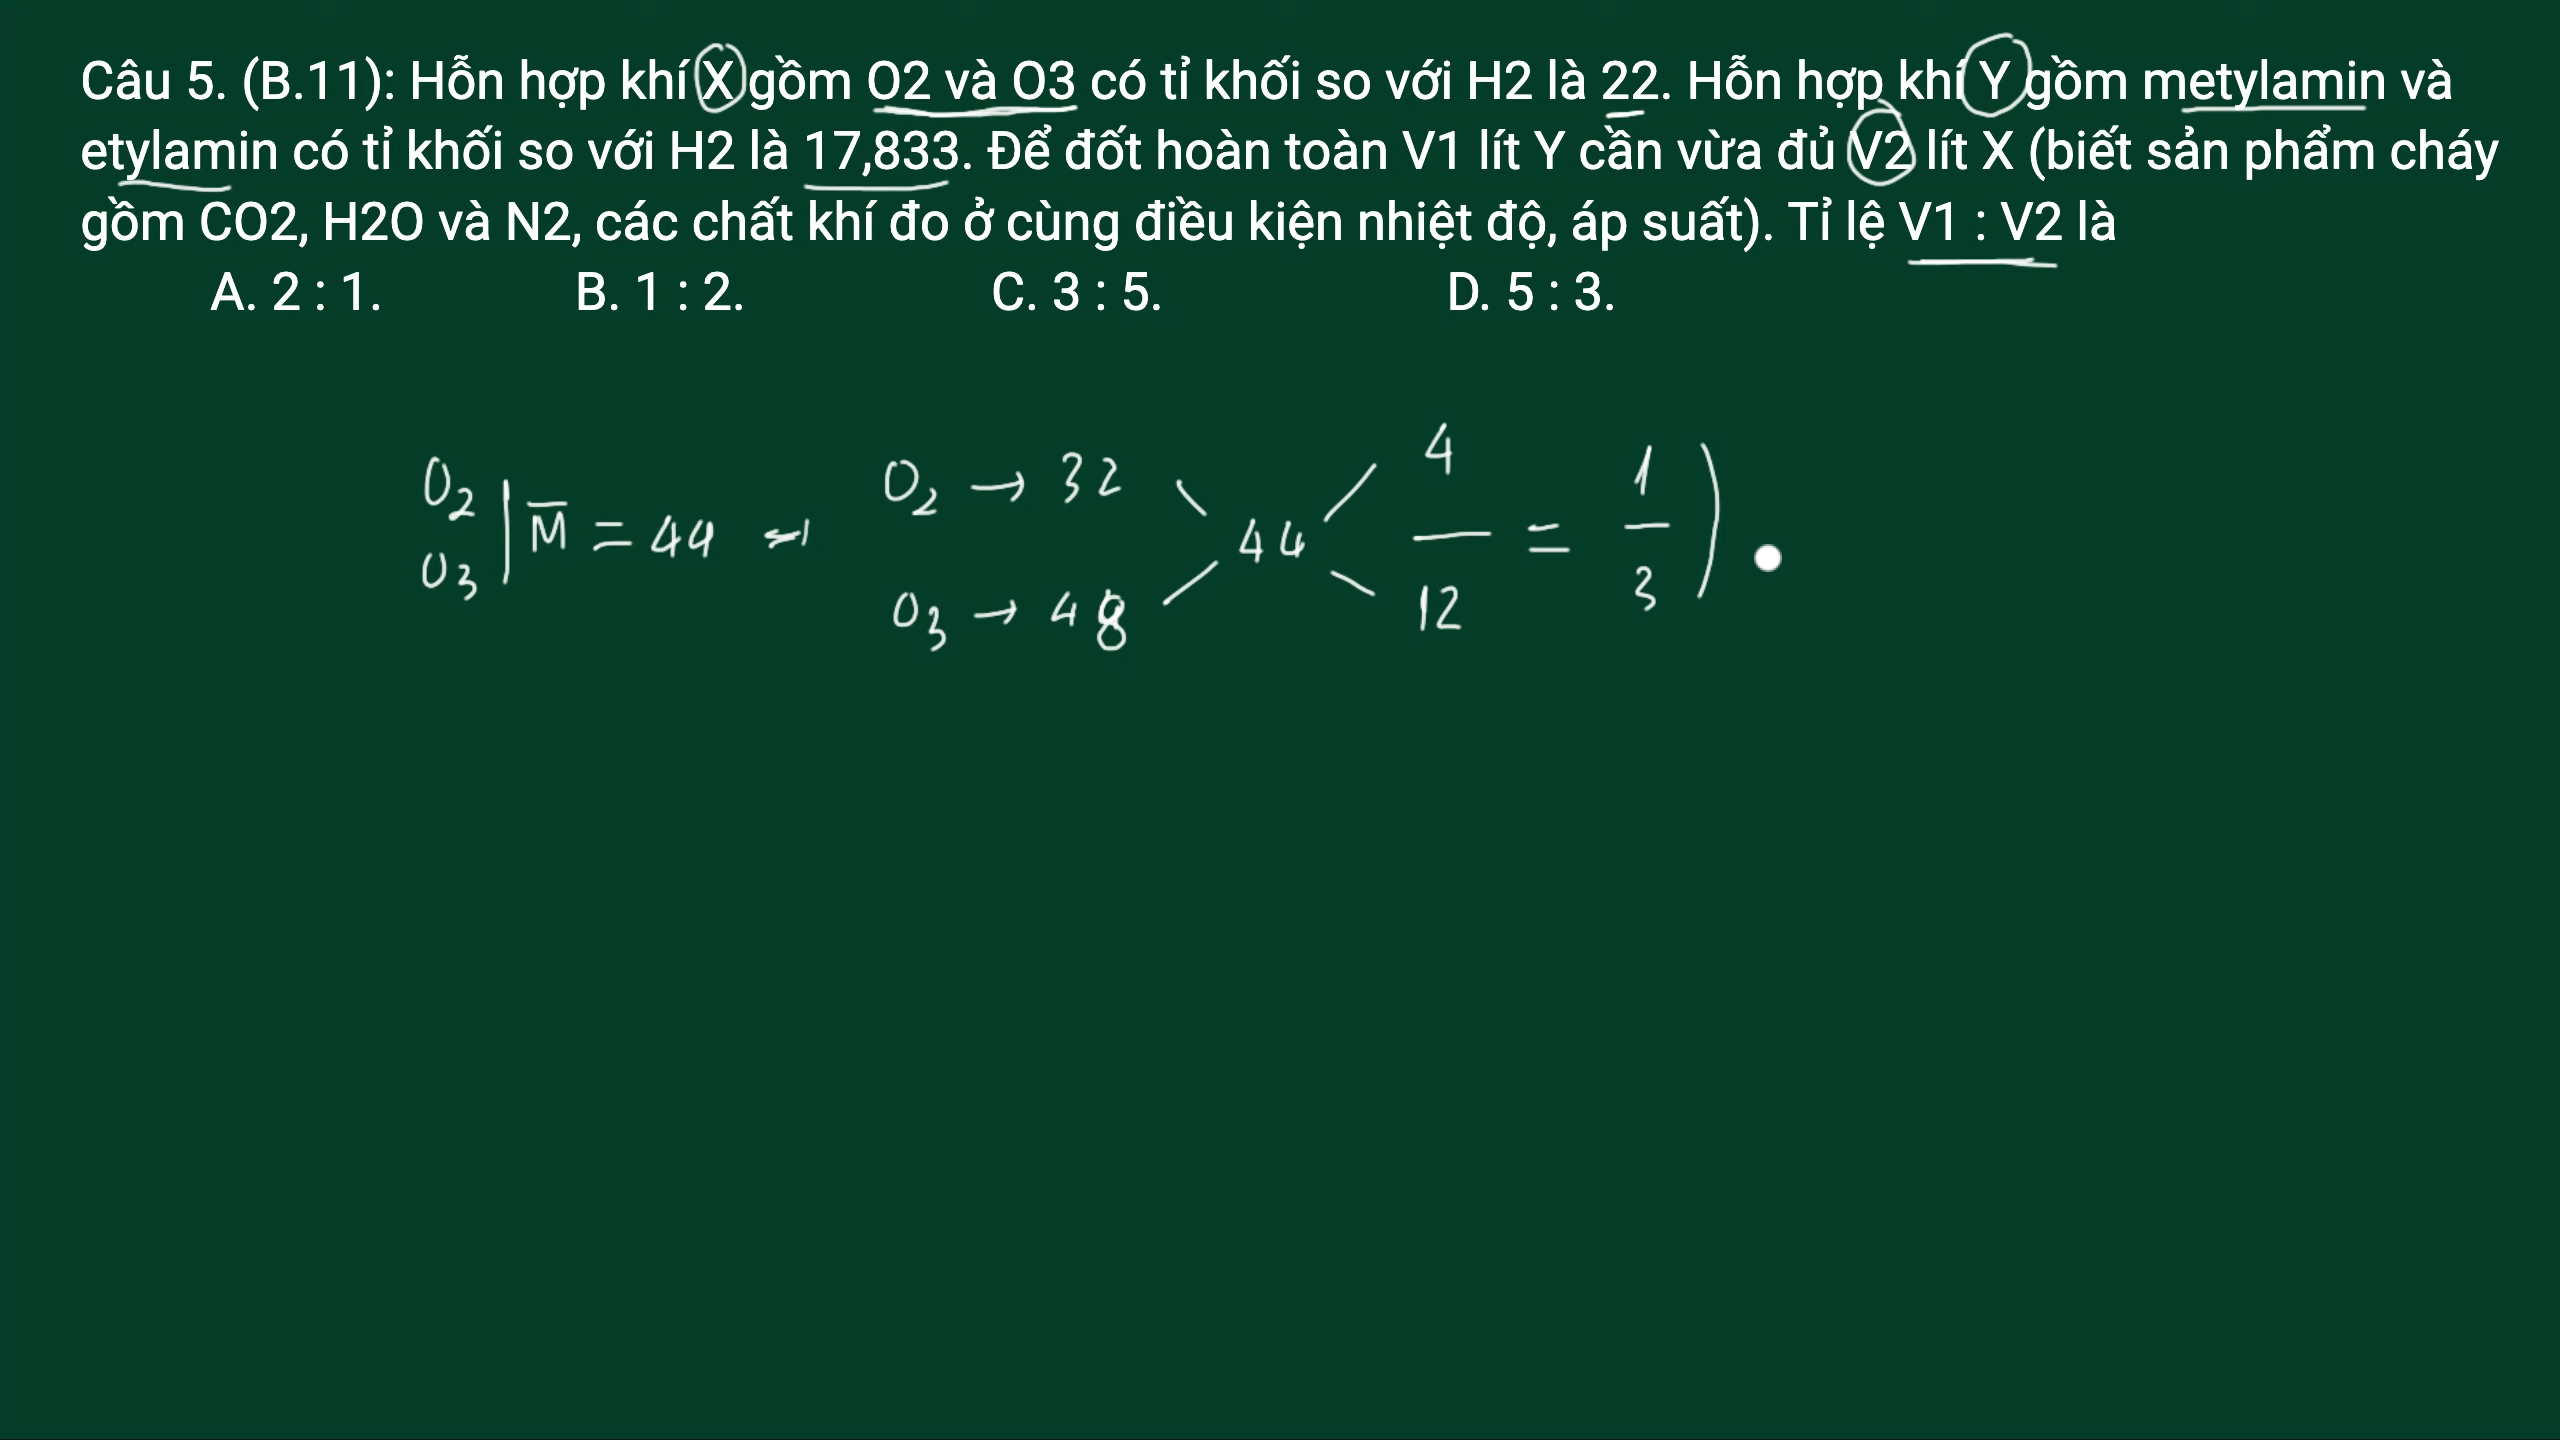 Câu 5. (B.11): Hỗn hợp khí X gồm O2 và O3 có tỉ khối so với H2 là 22. Hỗn hợp khí Y gồm metylamin và
etylamin có tỉ khối so với H2 là 17,833. Để đốt hoàn toàn V1 lít Y cần vừa đủ V2 lít X (biết sản phẩm cháy
gồm CO2, H2O và N2, các chất khí đo ở cùng điều kiện nhiệt độ, áp suất). Tỉ lệ V1 : V2 là
A. 2 : 1. B. 1 : 2. C. 3 : 5. D. 5 : 3.
O2 | M̅ = 44 → O2 → 32 \ 44 / 4 = 1
O3 O3 → 48 / \ 12 3 )